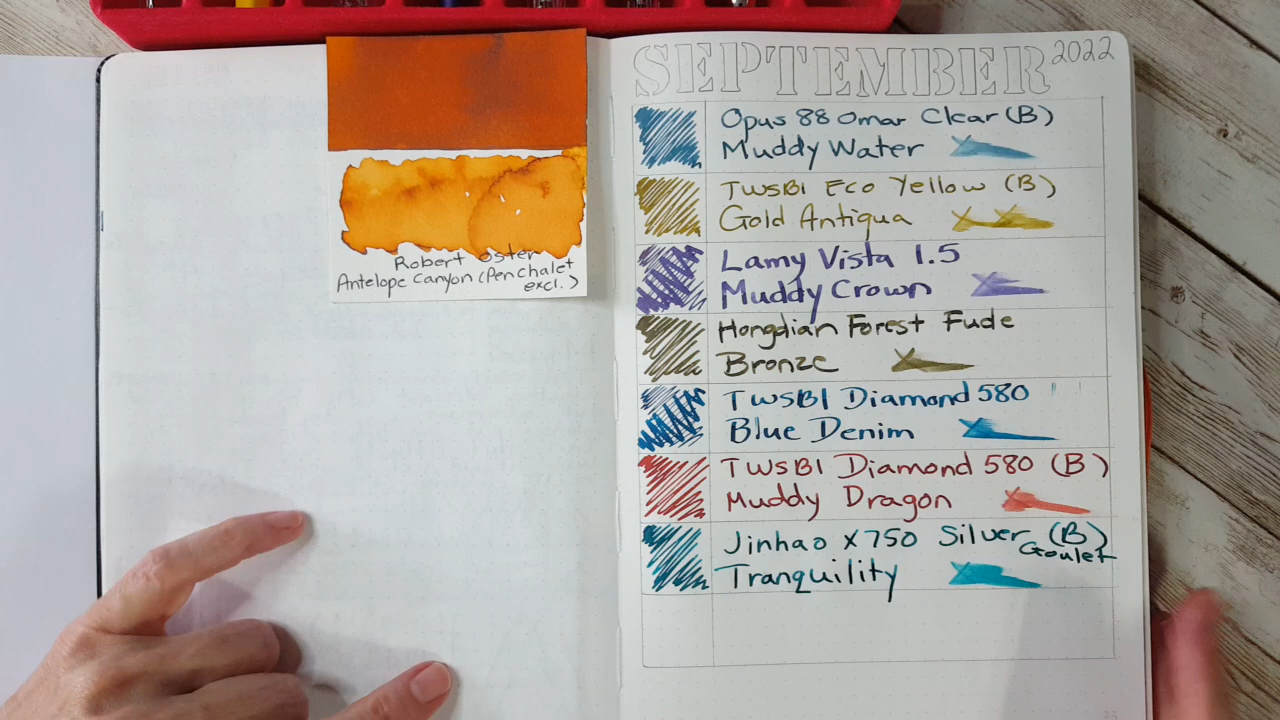 Robert Oster
Antelope Canyon (Pen chalet
excl.)
SEPTEMBER 2022
Opus 88 Omar Clear (B)
Muddy Water
TWSBI Eco Yellow (B)
Gold Antiqua
Lamy Vista 1.5
Muddy Crown
Hongdian Forest Fude
Bronze
TWSBI Diamond 580
Blue Denim
TWSBI Diamond 580 (B)
Muddy Dragon
Jinhao X750 Silver (B)
Goulet
Tranquility